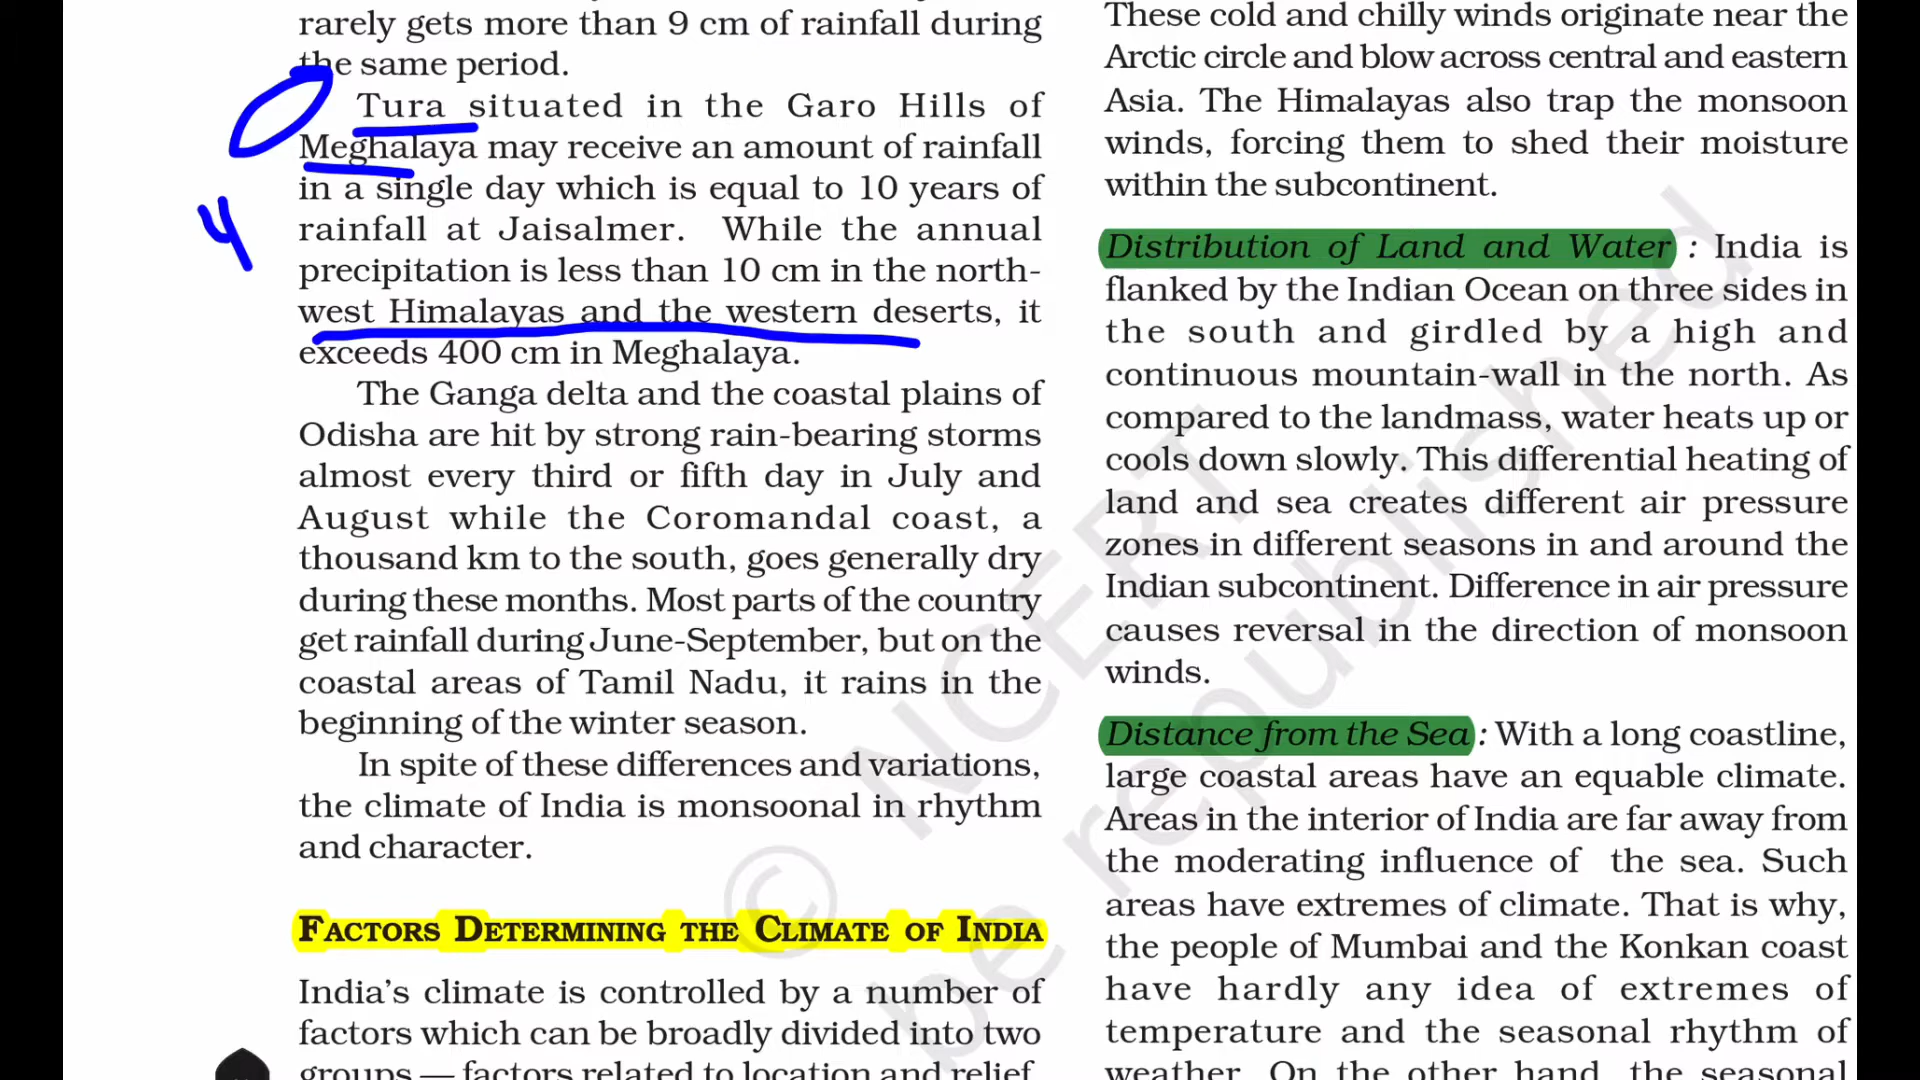 rarely gets more than 9 cm of rainfall during
the same period.
Tura situated in the Garo Hills of
Meghalaya may receive an amount of rainfall
in a single day which is equal to 10 years of
rainfall at Jaisalmer. While the annual
precipitation is less than 10 cm in the north-
west Himalayas and the western deserts, it
exceeds 400 cm in Meghalaya.
The Ganga delta and the coastal plains of
Odisha are hit by strong rain-bearing storms
almost every third or fifth day in July and
August while the Coromandal coast, a
thousand km to the south, goes generally dry
during these months. Most parts of the country
get rainfall during June-September, but on the
coastal areas of Tamil Nadu, it rains in the
beginning of the winter season.
In spite of these differences and variations,
the climate of India is monsoonal in rhythm
and character.
FACTORS DETERMINING THE CLIMATE OF INDIA
India's climate is controlled by a number of
factors which can be broadly divided into two
groups — factors related to location and relief,
These cold and chilly winds originate near the
Arctic circle and blow across central and eastern
Asia. The Himalayas also trap the monsoon
winds, forcing them to shed their moisture
within the subcontinent.
Distribution of Land and Water : India is
flanked by the Indian Ocean on three sides in
the south and girdled by a high and
continuous mountain-wall in the north. As
compared to the landmass, water heats up or
cools down slowly. This differential heating of
land and sea creates different air pressure
zones in different seasons in and around the
Indian subcontinent. Difference in air pressure
causes reversal in the direction of monsoon
winds.
Distance from the Sea : With a long coastline,
large coastal areas have an equable climate.
Areas in the interior of India are far away from
the moderating influence of the sea. Such
areas have extremes of climate. That is why,
the people of Mumbai and the Konkan coast
have hardly any idea of extremes of
temperature and the seasonal rhythm of
weather. On the other hand, the seasonal
© NCERT
be republished